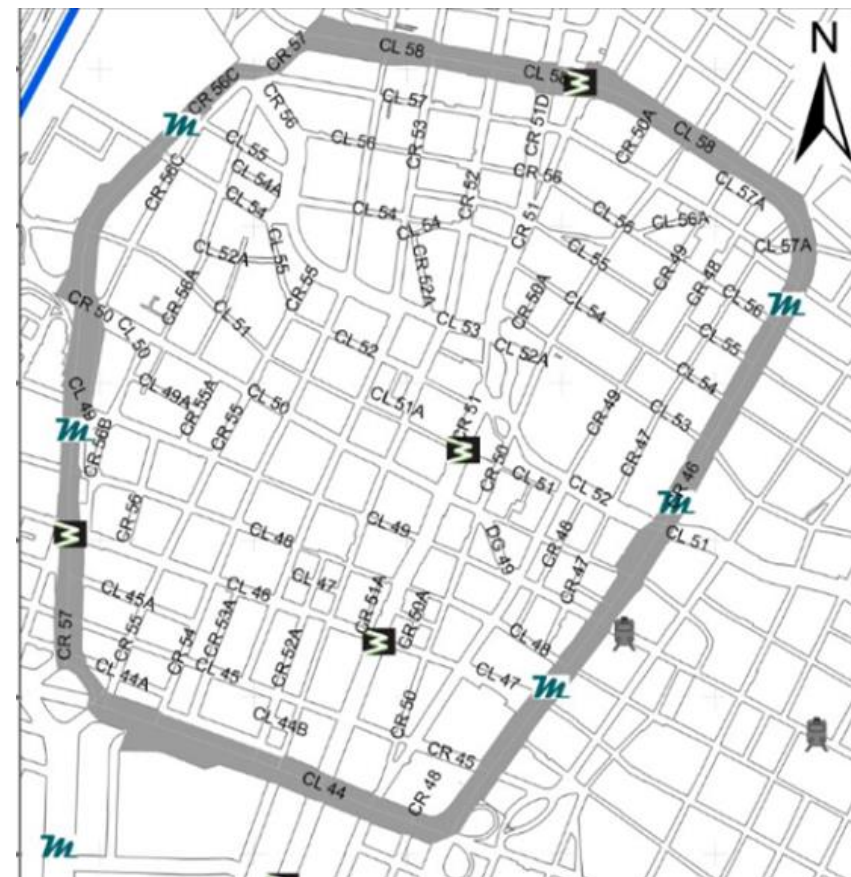 N
CR 57
CL 58
CL 58
CR 56C
CR 56
CL 57
CR 53
CR 51D
CR 50A
CL 58
CL 55
CL 56
CR 56C
CL 54A
CL 54
CR 52
CR 56
CL 57A
CL 54
CL 54
CR 51
CL 56
CL 56A
CL 52A
CL 55
CL 55
CR 49
CL 57A
CR 55
CR 52A
CR 48
CR 56A
CR 50A
CL 54
CL 56
CR 50
CL 50
CL 51
CL 52
CL 53
CL 52A
CL 55
CL 49
CL 49A
CR 55A
CR 55
CL 50
CL 51A
CR 51
CR 49
CL 54
CL 53
CR 56B
CR 50
CL 51
CL 52
CR 47
CR 46
CR 56
CL 48
CL 49
DG 49
CR 48
CL 51
CL 45A
CL 46
CL 47
CR 51A
CR 50A
CR 47
CR 57
CR 55
CR 54
CR 53A
CR 52A
CL 48
CL 44A
CL 45
CL 47
CR 50
CL 44B
CR 45
CL 44
CR 48